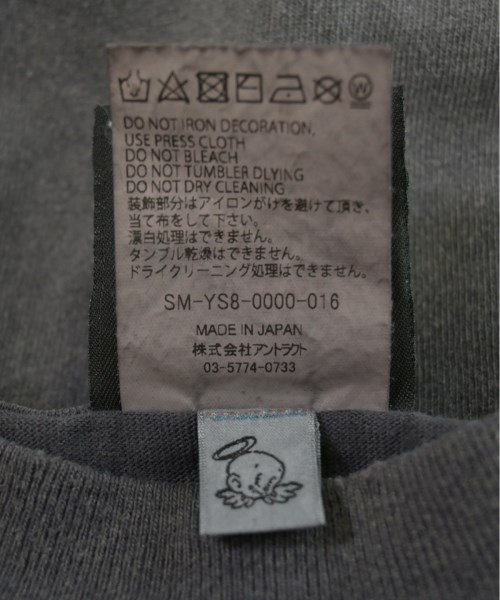 DO NOT IRON DECORATION.
USE PRESS CLOTH
DO NOT BLEACH
DO NOT TUMBLER DLYING
DO NOT DRY CLEANING
装飾部分はアイロンがけを避けて頂き、
当て布をして下さい。
漂白処理はできません。
タンブル乾燥はできません。
ドライクリーニング処理はできません。
SM-YS8-0000-016
MADE IN JAPAN
株式会社アントラクト
03-5774-0733